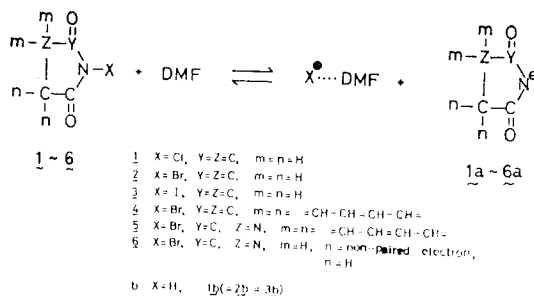 m O
m-Z-Y
N-X + DMF ⇌ X●····DMF + N⊖
n-C-C
n O
1 ~ 6
1a ~ 6a
1 X=Cl, Y=Z=C, m=n=H
2 X=Br, Y=Z=C, m=n=H
3 X=I, Y=Z=C, m=n=H
4 X=Br, Y=Z=C, m=n= =CH-CH=CH-CH=
5 X=Br, Y=C, Z=N, m=n= =CH-CH=CH-CH=
6 X=Br, Y=C, Z=N, m=H, n=non-paired electron,
n=H
b X=H, 1b(=2b=3b)